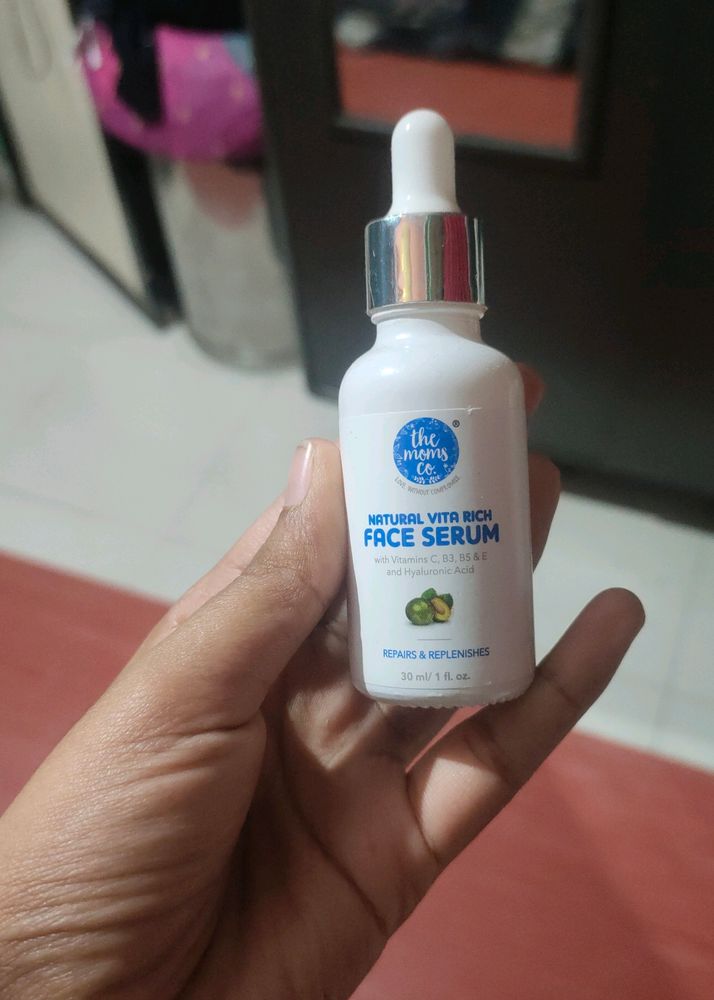 the
moms
co.
®
LOVE, WITHOUT COMPROMISE
NATURAL VITA RICH
FACE SERUM
with Vitamins C, B3, B5 & E
and Hyaluronic Acid
REPAIRS & REPLENISHES
30 ml/ 1 fl. oz.